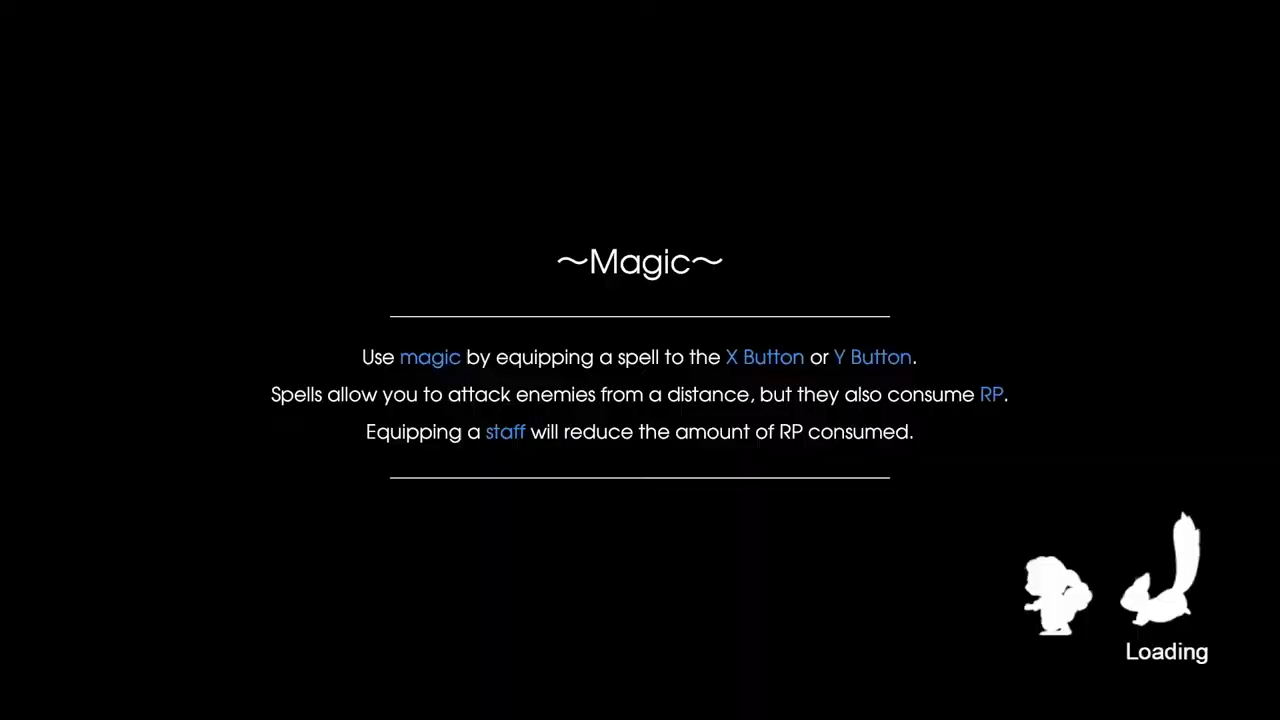 ～Magic～
Use magic by equipping a spell to the X Button or Y Button.
Spells allow you to attack enemies from a distance, but they also consume RP.
Equipping a staff will reduce the amount of RP consumed.
Loading